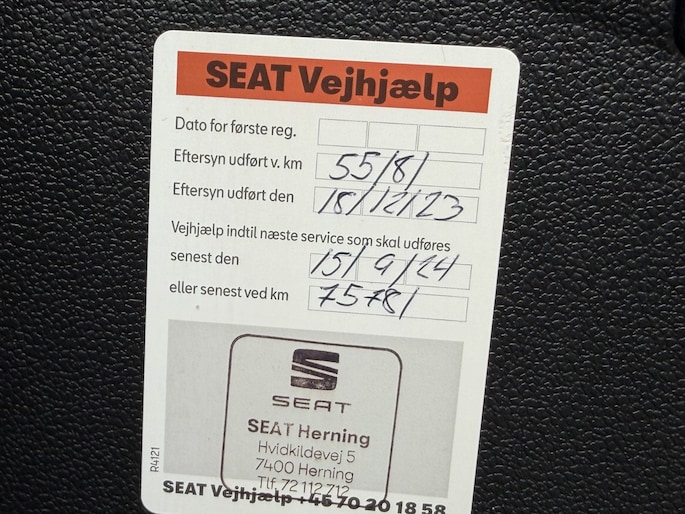 SEAT Vejhjælp
Dato for første reg.
Eftersyn udført v. km 55181
Eftersyn udført den 18/12/23
Vejhjælp indtil næste service som skal udføres
senest den 15/9/24
eller senest ved km 75781
SEAT
SEAT Herning
Hvidkildevej 5
7400 Herning
Tlf. 72 112 712
SEAT Vejhjælp +45 70 20 18 58
R4121